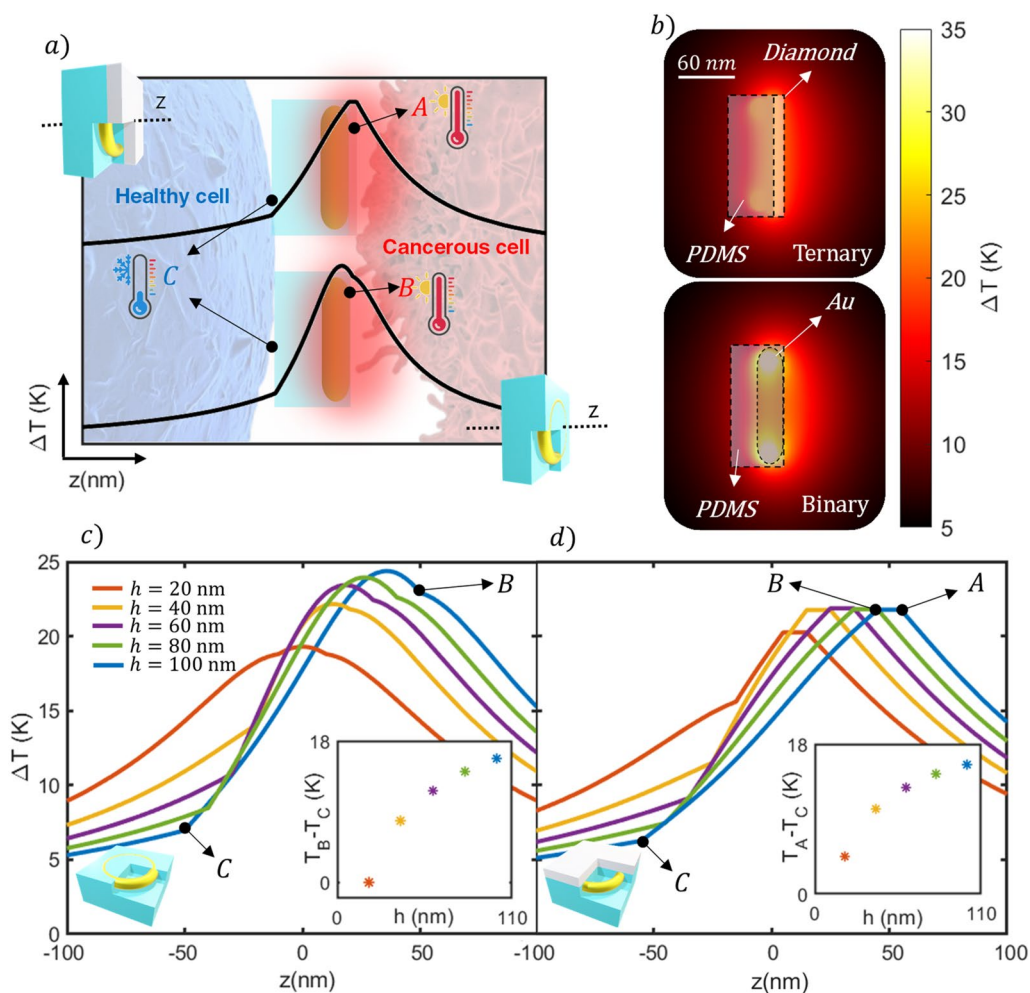 a)
z
A
Healthy cell
Cancerous cell
C
B
z
ΔT (K)
z(nm)
b)
60 nm
Diamond
PDMS
Ternary
Au
PDMS
Binary
35
30
25
20
15
10
5
ΔT (K)
c)
25
20
15
10
5
0
ΔT (K)
h = 20 nm
h = 40 nm
h = 60 nm
h = 80 nm
h = 100 nm
B
C
18
0
T_B-T_C (K)
0
h (nm)
110
-100
-50
0
50
z(nm)
d)
B
A
C
18
0
T_A-T_C (K)
0
h (nm)
110
-100
-50
0
50
100
z(nm)